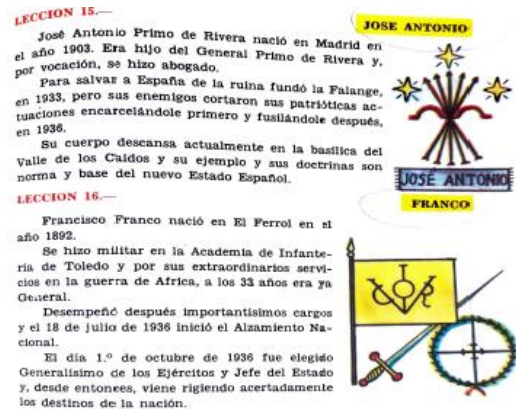 LECCION 15.—
José Antonio Primo de Rivera nació en Madrid en
el año 1903. Era hijo del General Primo de Rivera y,
por vocación, se hizo abogado.
Para salvar a España de la ruina fundó la Falange,
en 1933, pero sus enemigos cortaron sus patrióticas ac-
tuaciones encarcelándole primero y fusilándole después,
en 1936.
Su cuerpo descansa actualmente en la basílica del
Valle de los Caídos y su ejemplo y sus doctrinas son
norma y base del nuevo Estado Español.
JOSE ANTONIO
JOSÉ ANTONIO
LECCION 16.—
Francisco Franco nació en El Ferrol en el
año 1892.
Se hizo militar en la Academia de Infante-
ría de Toledo y por sus extraordinarios servi-
cios en la guerra de Africa, a los 33 años era ya
General.
Desempeñó después importantísimos cargos
y el 18 de julio de 1936 inició el Alzamiento Na-
cional.
El día 1.º de octubre de 1936 fue elegido
Generalísimo de los Ejércitos y Jefe del Estado
y, desde entonces, viene rigiendo acertadamente
los destinos de la nación.
FRANCO